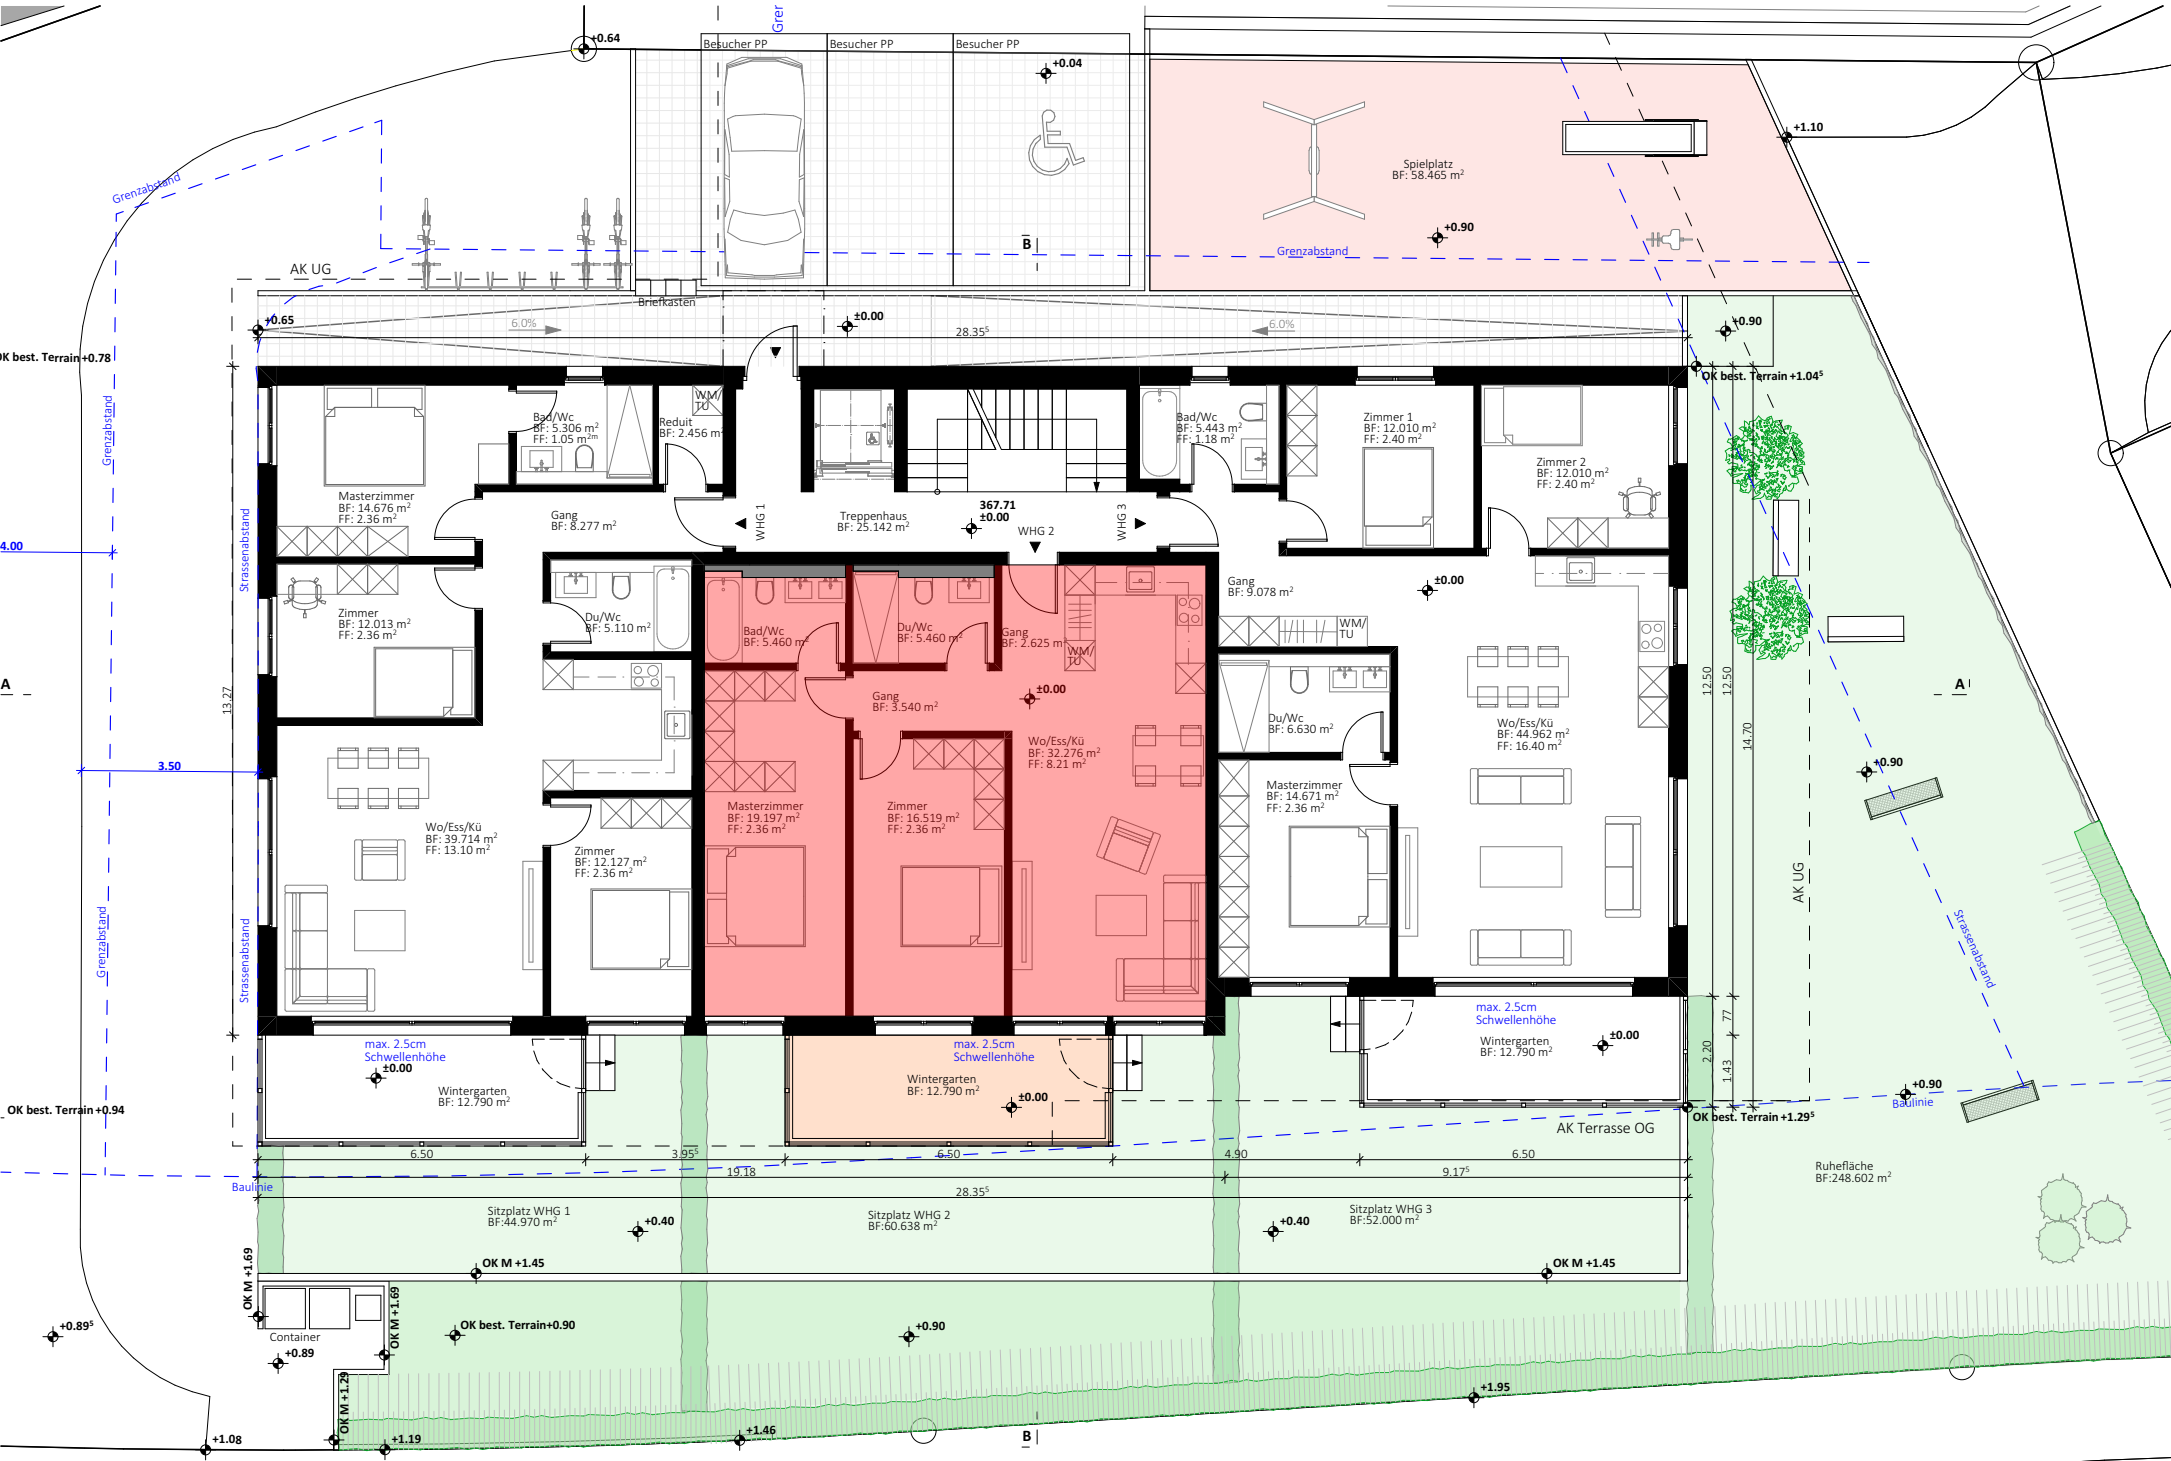 +0.64
Besucher PP
Besucher PP
Besucher PP
Grer
+0.04
+1.10
Spielplatz
BF: 58.465 m²
+0.90
Grenzabstand
Grenzabstand
B
AK UG
Briefkasten
+0.65
6.0%
±0.00
28.35⁵
6.0%
+0.90
OK best. Terrain +0.78
OK best. Terrain +1.04⁵
Grenzabstand
Strassenabstand
4.00
3.50
13.27
A
A
Masterzimmer
BF: 14.676 m²
FF: 2.36 m²
Bad/Wc
BF: 5.306 m²
FF: 1.05 m²ᵐ
Reduit
BF: 2.456 m²
WM/
TU
Gang
BF: 8.277 m²
WHG 1
Treppenhaus
BF: 25.142 m²
367.71
±0.00
WHG 2
WHG 3
Bad/Wc
BF: 5.443 m²
FF: 1.18 m²
Zimmer 1
BF: 12.010 m²
FF: 2.40 m²
Zimmer 2
BF: 12.010 m²
FF: 2.40 m²
Zimmer
BF: 12.013 m²
FF: 2.36 m²
Du/Wc
BF: 5.110 m²
Bad/Wc
BF: 5.460 m²
Du/Wc
BF: 5.460 m²
Gang
BF: 2.625 m²
WM/
TU
Gang
BF: 9.078 m²
±0.00
WM/
TU
Gang
BF: 3.540 m²
±0.00
Du/Wc
BF: 6.630 m²
Wo/Ess/Kü
BF: 44.962 m²
FF: 16.40 m²
Wo/Ess/Kü
BF: 32.276 m²
FF: 8.21 m²
Masterzimmer
BF: 19.197 m²
FF: 2.36 m²
Zimmer
BF: 16.519 m²
FF: 2.36 m²
Masterzimmer
BF: 14.671 m²
FF: 2.36 m²
Wo/Ess/Kü
BF: 39.714 m²
FF: 13.10 m²
Zimmer
BF: 12.127 m²
FF: 2.36 m²
12.50
12.50
14.70
+0.90
AK UG
Strassenabstand
Grenzabstand
Strassenabstand
max. 2.5cm
Schwellenhöhe
±0.00
Wintergarten
BF: 12.790 m²
max. 2.5cm
Schwellenhöhe
Wintergarten
BF: 12.790 m²
±0.00
max. 2.5cm
Schwellenhöhe
Wintergarten
BF: 12.790 m²
±0.00
77
2.20
1.43
+0.90
Baulinie
OK best. Terrain +0.94
OK best. Terrain +1.29⁵
AK Terrasse OG
6.50
3.95⁵
6.50
4.90
6.50
19.18
9.17⁵
28.35⁵
Baulinie
Ruhefläche
BF:248.602 m²
Sitzplatz WHG 1
BF:44.970 m²
+0.40
Sitzplatz WHG 2
BF:60.638 m²
+0.40
Sitzplatz WHG 3
BF:52.000 m²
OK M +1.45
OK M +1.45
OK M +1.69
OK M +1.69
Container
+0.89
+0.89⁵
OK best. Terrain+0.90
+0.90
OK M +1.29
+1.95
+1.08
+1.19
+1.46
B